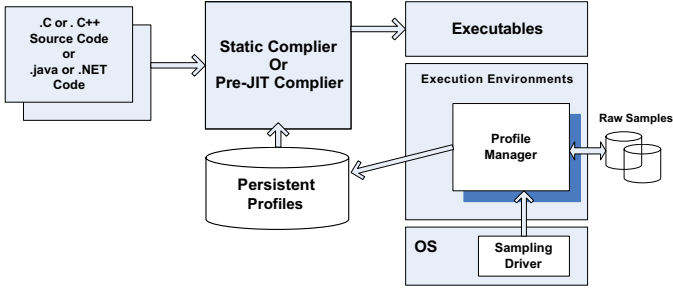 .C or . C++
Source Code
or
.java or .NET
Code
Static Complier
Or
Pre-JIT Complier
Executables
Execution Environments
Profile
Manager
Raw Samples
Persistent
Profiles
OS
Sampling
Driver